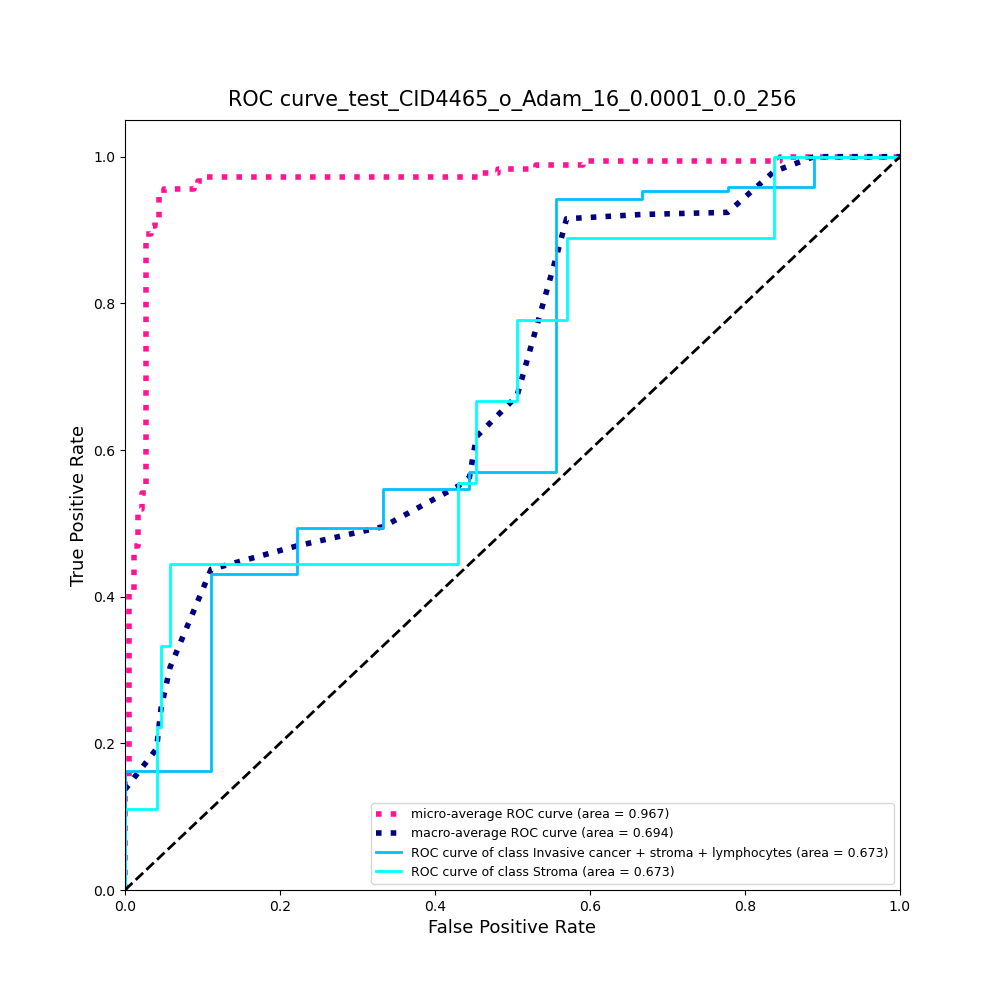 ROC curve_test_CID4465_o_Adam_16_0.0001_0.0_256
1.0
0.8
0.6
0.4
0.2
0.0
True Positive Rate
micro-average ROC curve (area = 0.967)
macro-average ROC curve (area = 0.694)
ROC curve of class Invasive cancer + stroma + lymphocytes (area = 0.673)
ROC curve of class Stroma (area = 0.673)
0.0 0.2 0.4 0.6 0.8 1.0
False Positive Rate